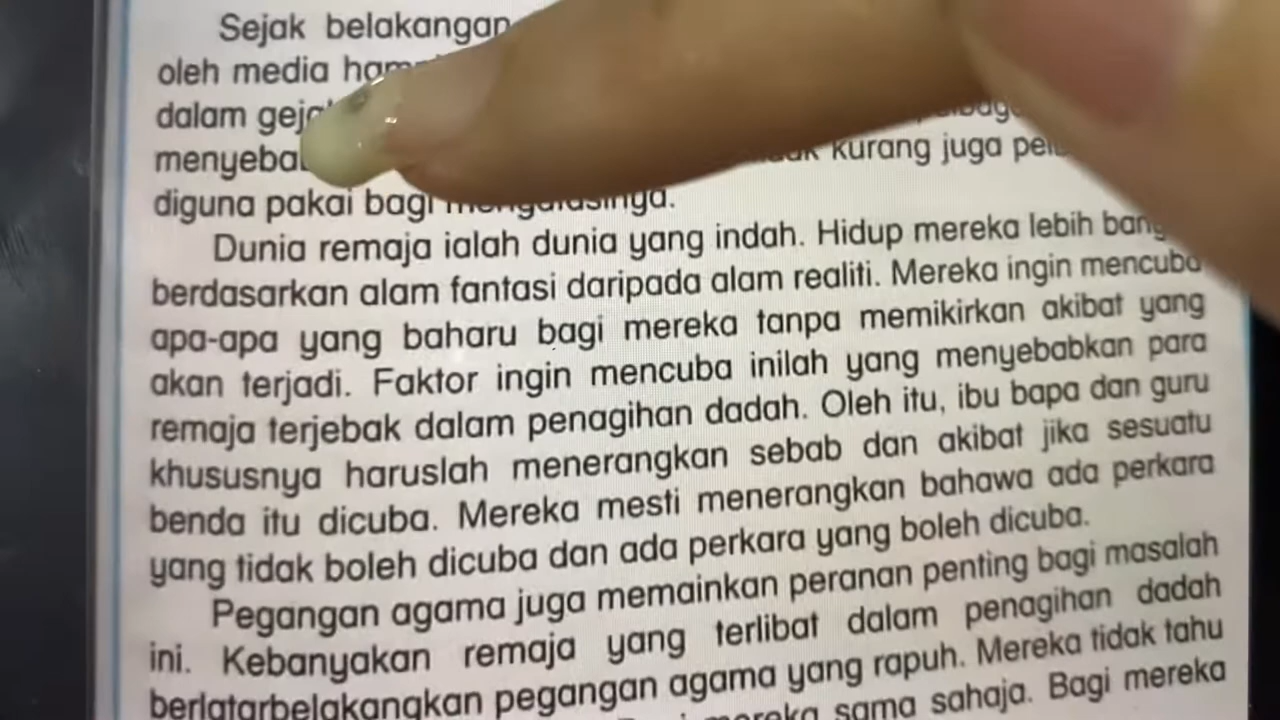 Sejak belakangan
oleh media
dalam
kurang juga
diguna pakai bagi mengatasinya.
Dunia remaja ialah dunia yang indah. Hidup mereka lebih
berdasarkan alam fantasi daripada alam realiti. Mereka ingin mencuba
apa-apa yang baharu bagi mereka tanpa memikirkan akibat yang
akan terjadi. Faktor ingin mencuba inilah yang menyebabkan para
remaja terjebak dalam penagihan dadah. Oleh itu, ibu bapa dan guru
khususnya haruslah menerangkan sebab dan akibat jika sesuatu
benda itu dicuba. Mereka mesti menerangkan bahawa ada perkara
yang tidak boleh dicuba dan ada perkara yang boleh dicuba.
Pegangan agama juga memainkan peranan penting bagi masalah
ini. Kebanyakan remaja yang terlibat dalam penagihan dadah
berlatarbelakangkan pegangan agama yang rapuh. Mereka tidak tahu
mereka sama sahaja. Bagi mereka